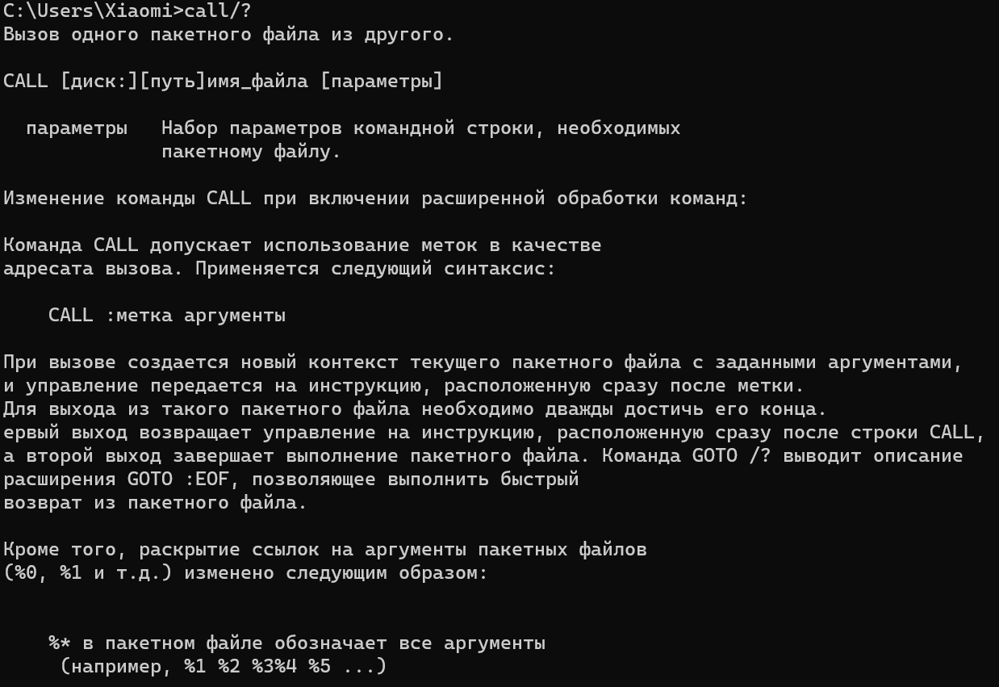 C:\Users\Xiaomi>call/?
Вызов одного пакетного файла из другого.
CALL [диск:][путь]имя_файла [параметры]
параметры   Набор параметров командной строки, необходимых
пакетному файлу.
Изменение команды CALL при включении расширенной обработки команд:
Команда CALL допускает использование меток в качестве
адресата вызова. Применяется следующий синтаксис:
CALL :метка аргументы
При вызове создается новый контекст текущего пакетного файла с заданными аргументами,
и управление передается на инструкцию, расположенную сразу после метки.
Для выхода из такого пакетного файла необходимо дважды достичь его конца.
ервый выход возвращает управление на инструкцию, расположенную сразу после строки CALL,
а второй выход завершает выполнение пакетного файла. Команда GOTO /? выводит описание
расширения GOTO :EOF, позволяющее выполнить быстрый
возврат из пакетного файла.
Кроме того, раскрытие ссылок на аргументы пакетных файлов
(%0, %1 и т.д.) изменено следующим образом:
%* в пакетном файле обозначает все аргументы
(например, %1 %2 %3%4 %5 ...)